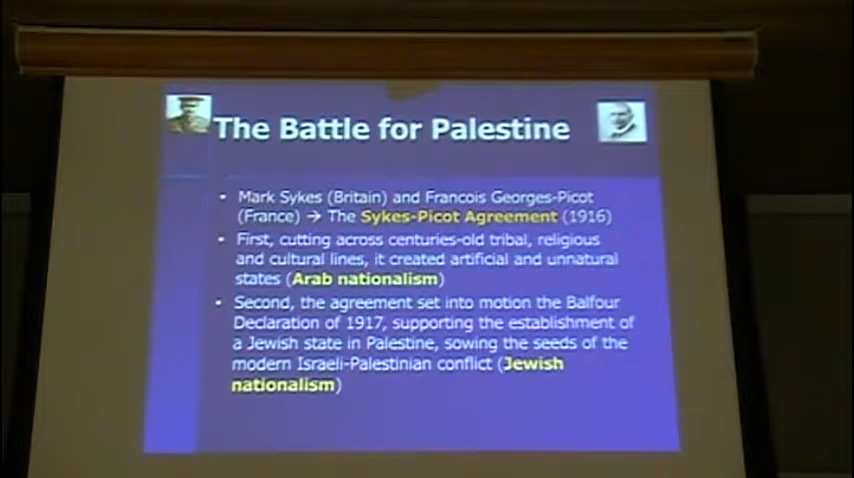 The Battle for Palestine
• Mark Sykes (Britain) and Francois Georges-Picot
(France) → The Sykes-Picot Agreement (1916)
• First, cutting across centuries-old tribal, religious
and cultural lines, it created artificial and unnatural
states (Arab nationalism)
• Second, the agreement set into motion the Balfour
Declaration of 1917, supporting the establishment of
a Jewish state in Palestine, sowing the seeds of the
modern Israeli-Palestinian conflict (Jewish
nationalism)